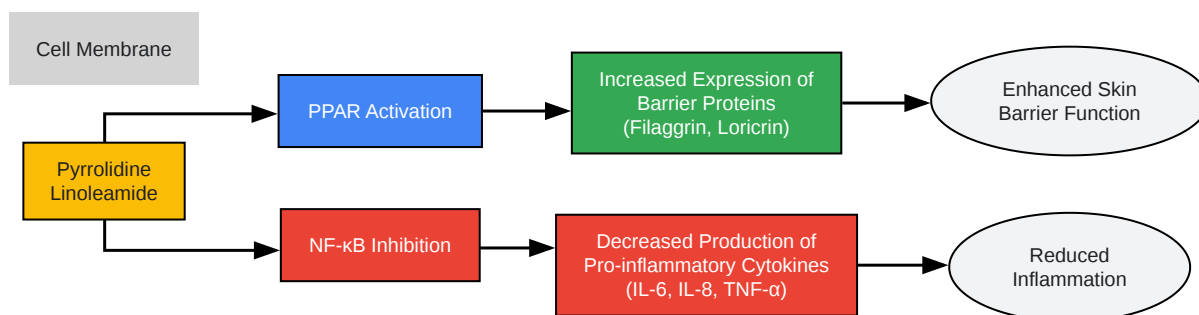 Cell Membrane
PPAR Activation
Increased Expression of
Barrier Proteins
(Filaggrin, Loricrin)
Enhanced Skin
Barrier Function
Pyrrolidine
Linoleamide
NF-κB Inhibition
Decreased Production of
Pro-inflammatory Cytokines
(IL-6, IL-8, TNF-α)
Reduced
Inflammation